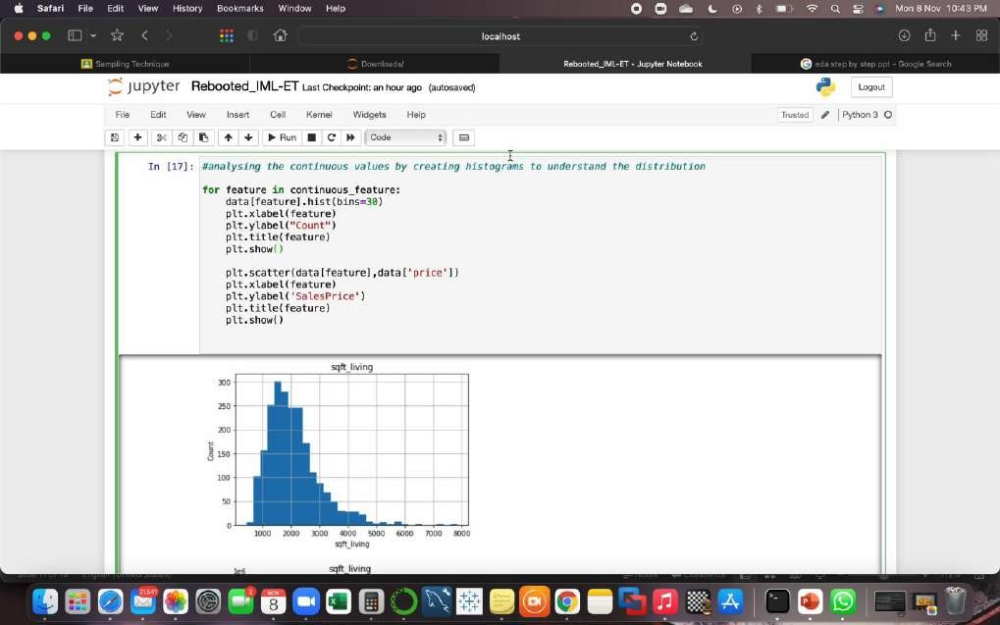 Safari File Edit View History Bookmarks Window Help
Mon 8 Nov 10:43 PM
localhost
Sampling Technique
Downloads/
Rebooted_IML-ET - Jupyter Notebook
eda step by step ppt - Google Search
jupyter Rebooted_IML-ET Last Checkpoint: an hour ago (autosaved)
Logout
File Edit View Insert Cell Kernel Widgets Help
Trusted
Python 3
Run
Code
In [17]: #analysing the continuous values by creating histograms to understand the distribution
for feature in continuous_feature:
data[feature].hist(bins=30)
plt.xlabel(feature)
plt.ylabel("Count")
plt.title(feature)
plt.show()
plt.scatter(data[feature],data['price'])
plt.xlabel(feature)
plt.ylabel('SalesPrice')
plt.title(feature)
plt.show()
sqft_living
300
250
200
150
100
50
0
Count
1000 2000 3000 4000 5000 6000 7000 8000
sqft_living
1e6
sqft_living
21,541
2
NOV
8